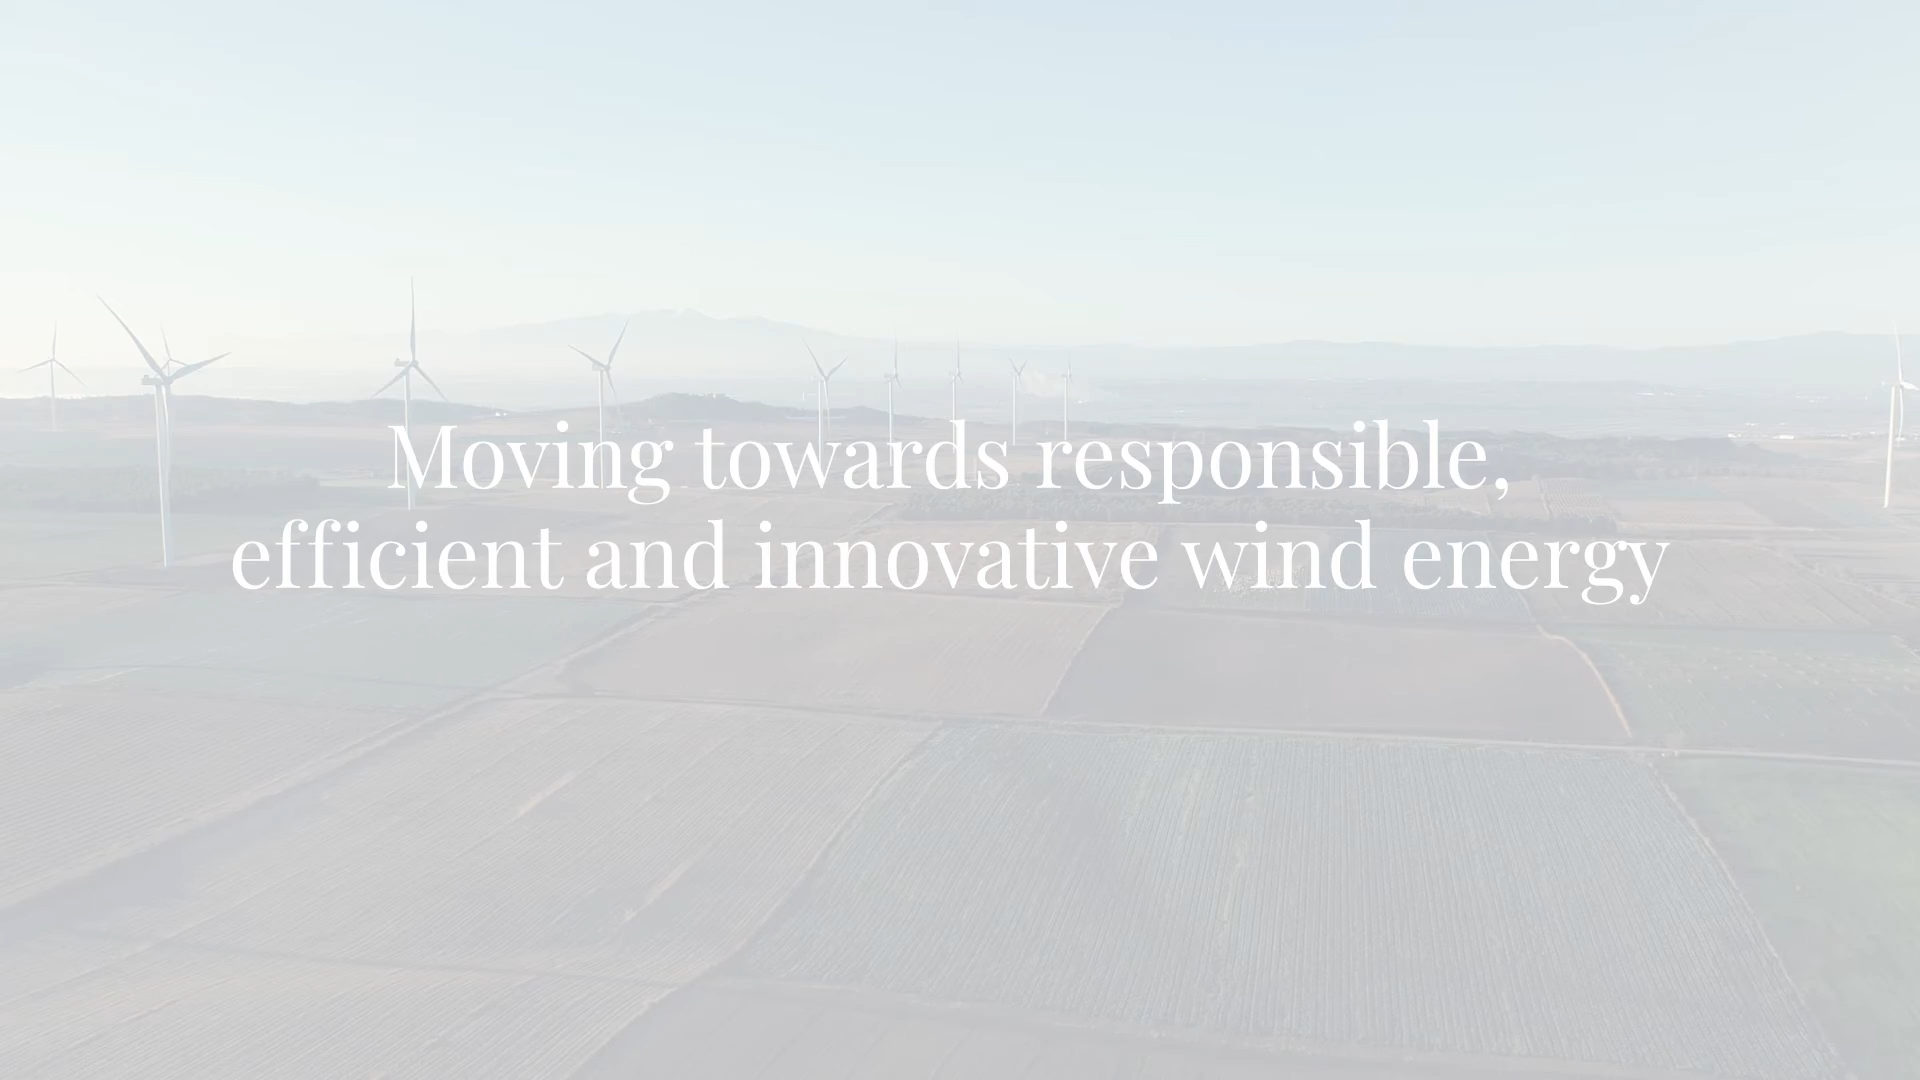 Moving towards responsible,
efficient and innovative wind energy